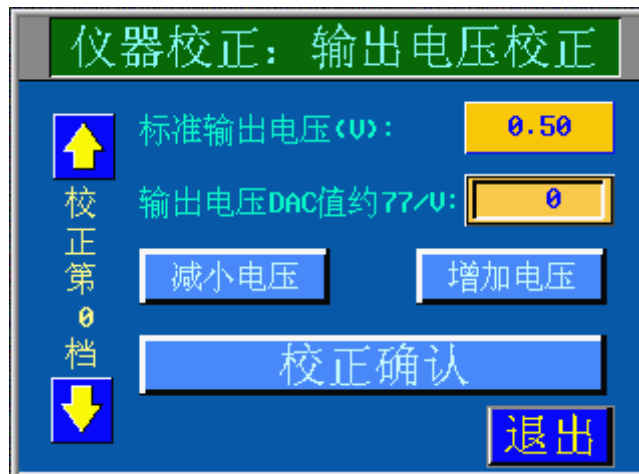 仪器校正：输出电压校正
标准输出电压(V)：
0.50
输出电压DAC值约77/V:
0
校正第0档
减小电压
增加电压
校正确认
退出